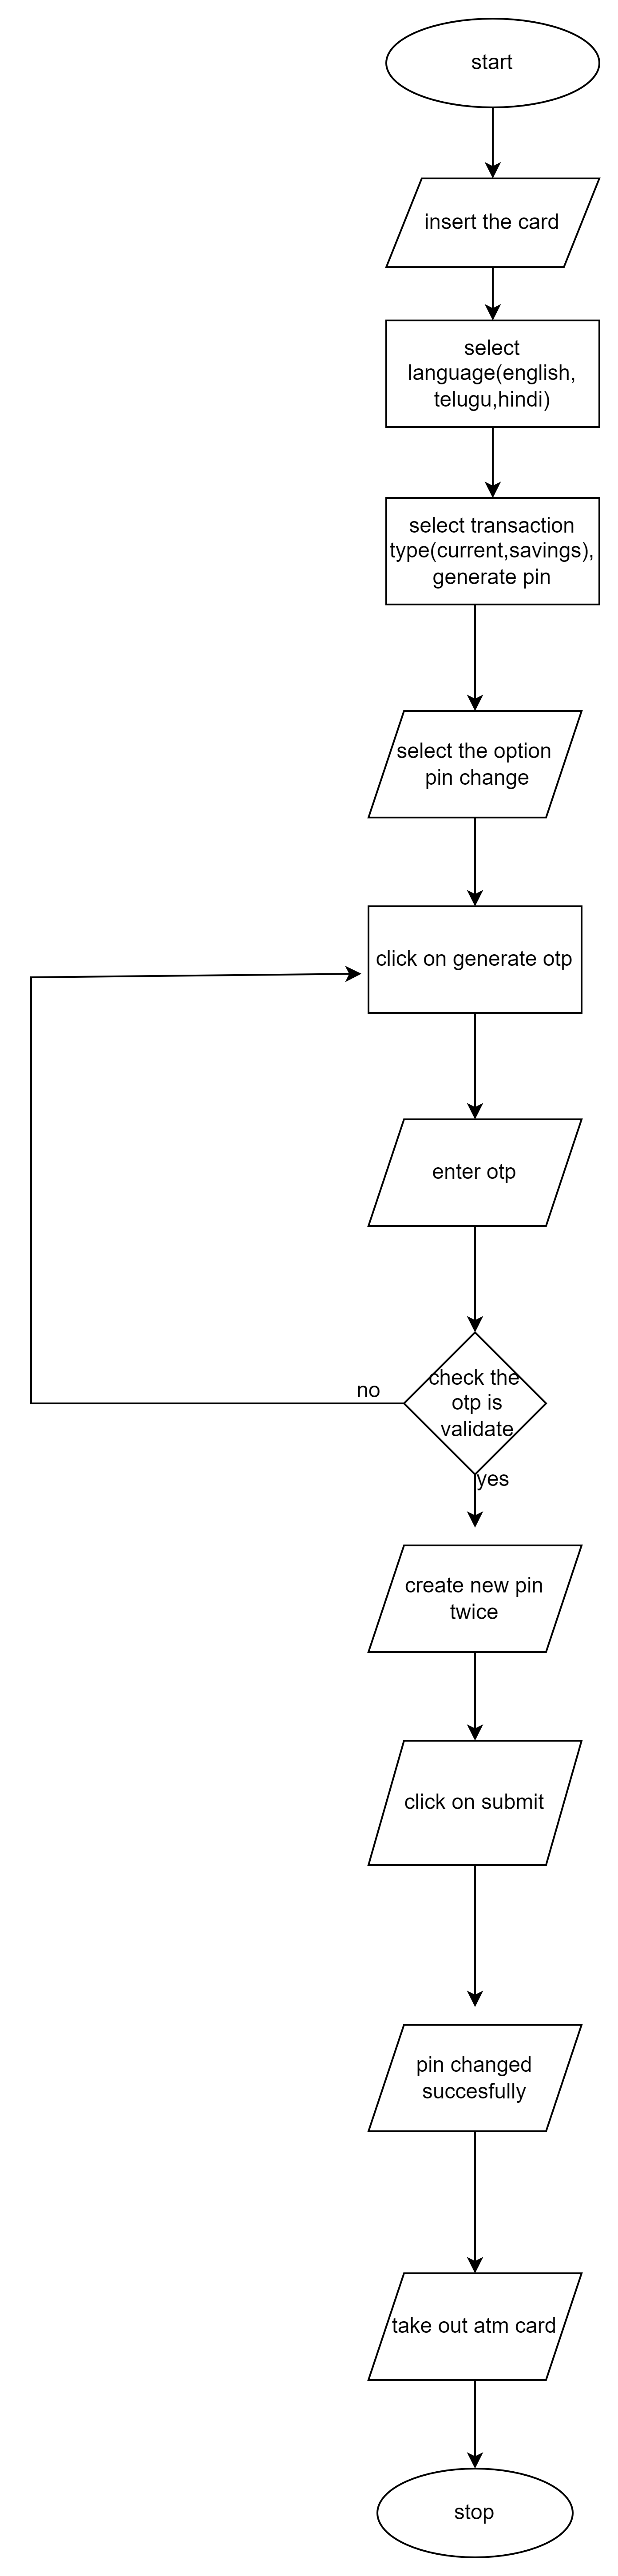 start
insert the card
select
language(english,
telugu,hindi)
select transaction
type(current,savings),
generate pin
select the option
pin change
click on generate otp
enter otp
check the
otp is
validate
no
yes
create new pin
twice
click on submit
pin changed
succesfully
take out atm card
stop